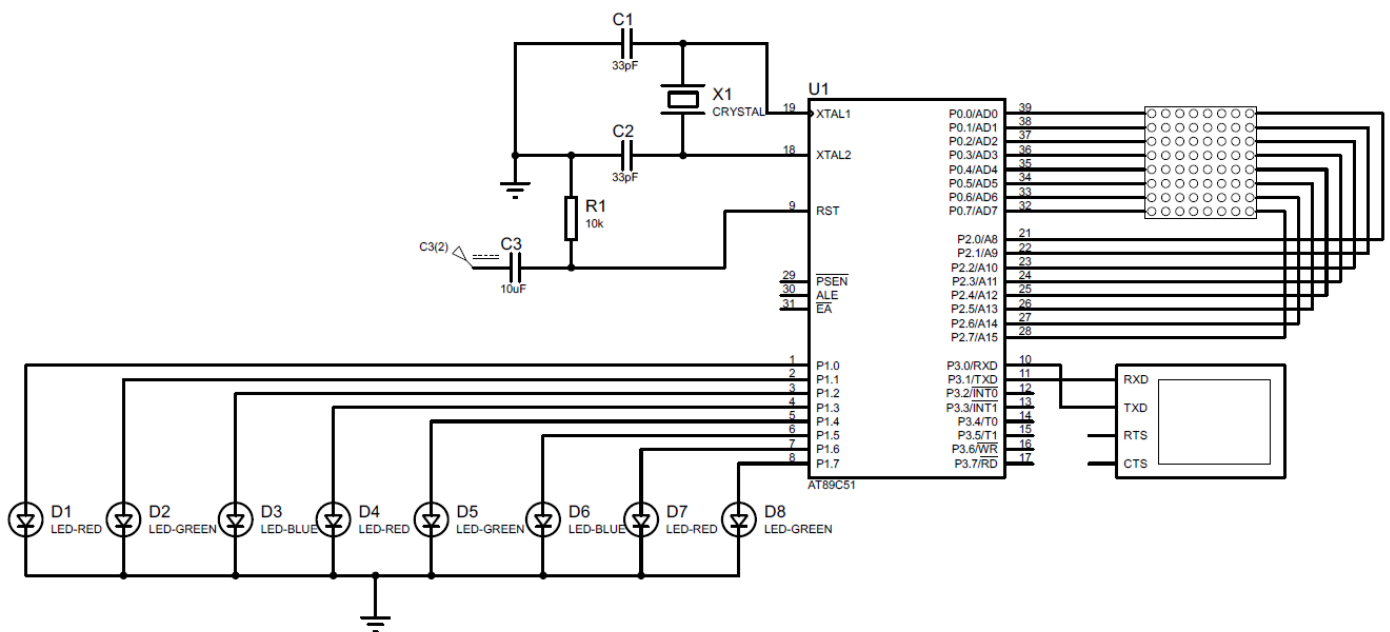 C1
33pF
X1
CRYSTAL
C2
33pF
R1
10k
C3(2)
C3
10uF
U1
19
XTAL1
18
XTAL2
9
RST
29
PSEN
30
ALE
31
EA
1
P1.0
2
P1.1
3
P1.2
4
P1.3
5
P1.4
6
P1.5
7
P1.6
8
P1.7
P0.0/AD0
39
P0.1/AD1
38
P0.2/AD2
37
P0.3/AD3
36
P0.4/AD4
35
P0.5/AD5
34
P0.6/AD6
33
P0.7/AD7
32
P2.0/A8
21
P2.1/A9
22
P2.2/A10
23
P2.3/A11
24
P2.4/A12
25
P2.5/A13
26
P2.6/A14
27
P2.7/A15
28
P3.0/RXD
10
P3.1/TXD
11
P3.2/INT0
12
P3.3/INT1
13
P3.4/T0
14
P3.5/T1
15
P3.6/WR
16
P3.7/RD
17
AT89C51
RXD
TXD
RTS
CTS
D1
LED-RED
D2
LED-GREEN
D3
LED-BLUE
D4
LED-RED
D5
LED-GREEN
D6
LED-BLUE
D7
LED-RED
D8
LED-GREEN